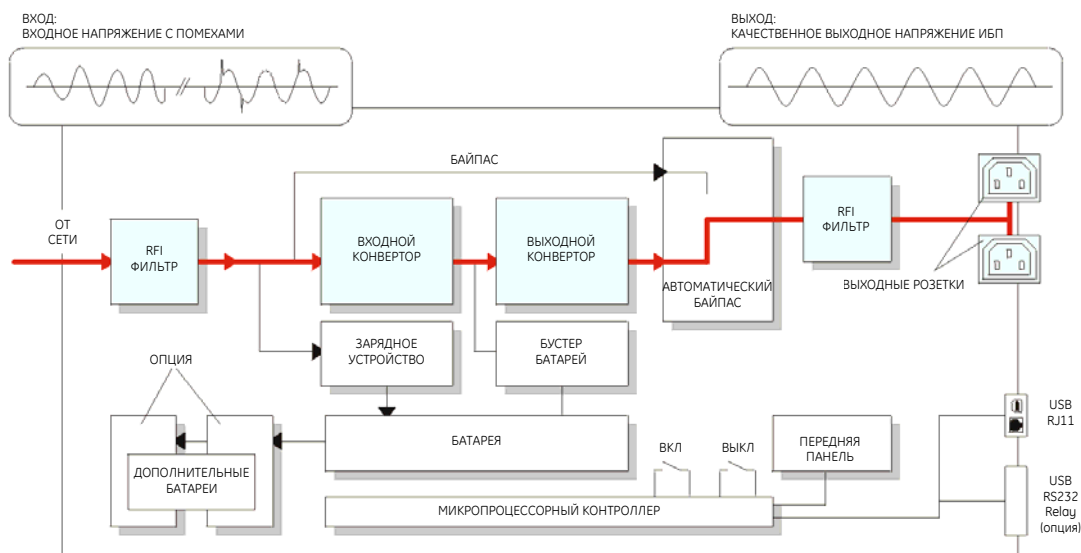 ВХОД:
ВХОДНОЕ НАПРЯЖЕНИЕ С ПОМЕХАМИ
ВЫХОД:
КАЧЕСТВЕННОЕ ВЫХОДНОЕ НАПРЯЖЕНИЕ ИБП
БАЙПАС
ОТ
СЕТИ
RFI
ФИЛЬТР
ВХОДНОЙ
КОНВЕРТОР
ВЫХОДНОЙ
КОНВЕРТОР
АВТОМАТИЧЕСКИЙ
БАЙПАС
RFI
ФИЛЬТР
ВЫХОДНЫЕ РОЗЕТКИ
ЗАРЯДНОЕ
УСТРОЙСТВО
БУСТЕР
БАТАРЕЙ
ОПЦИЯ
ДОПОЛНИТЕЛЬНЫЕ
БАТАРЕИ
БАТАРЕЯ
ВКЛ
ВЫКЛ
ПЕРЕДНЯЯ
ПАНЕЛЬ
МИКРОПРОЦЕССОРНЫЙ КОНТРОЛЛЕР
USB
RJ11
USB
RS232
Relay
(опция)